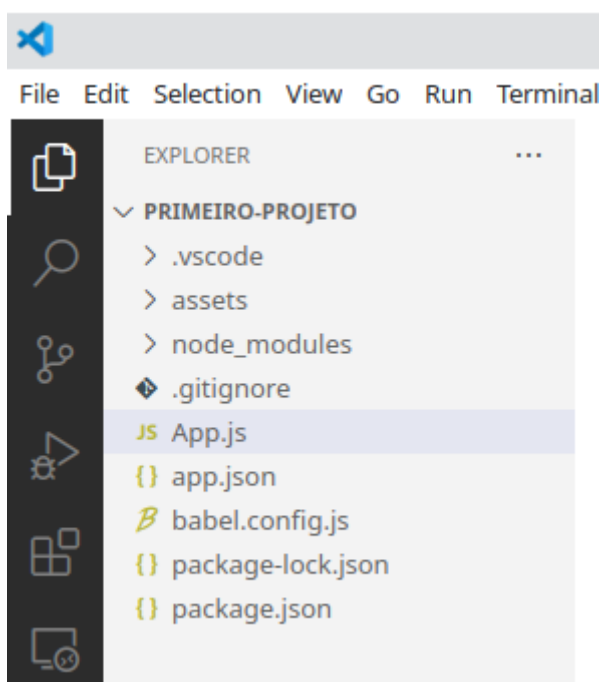 File Edit Selection View Go Run Terminal
EXPLORER ...
PRIMEIRO-PROJETO
.vscode
assets
node_modules
.gitignore
JS App.js
{} app.json
babel.config.js
{} package-lock.json
{} package.json